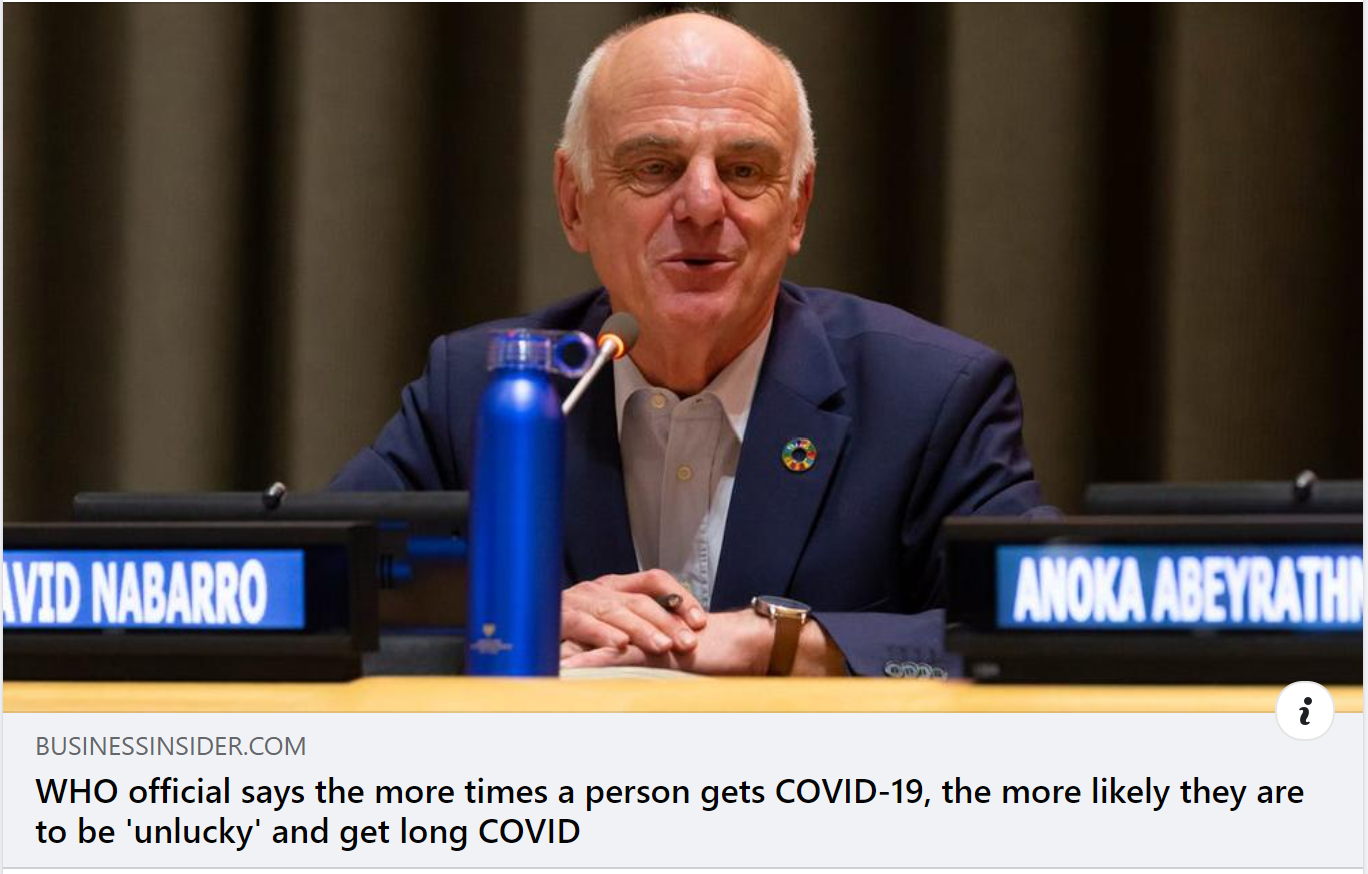 AVID NABARRO
ANOKA ABEYRATH
BUSINESSINSIDER.COM
WHO official says the more times a person gets COVID-19, the more likely they are
to be 'unlucky' and get long COVID